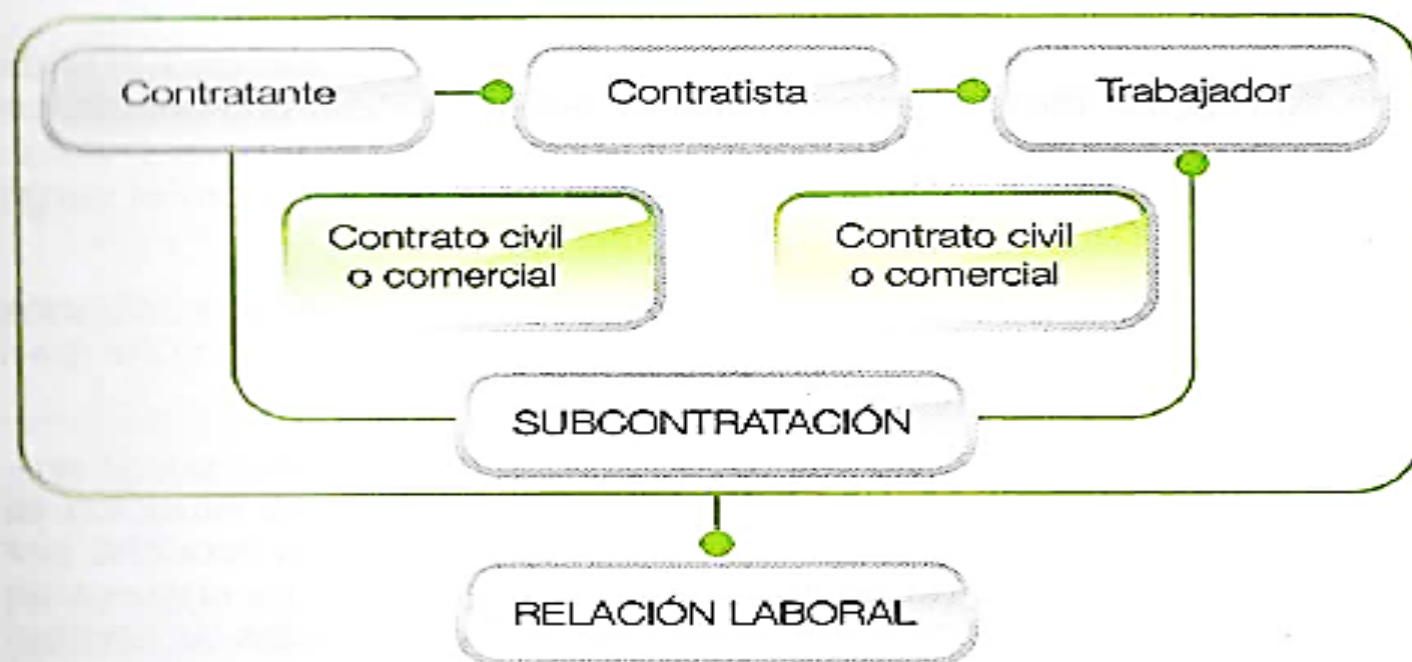 Contratante
Contratista
Trabajador
Contrato civil
o comercial
Contrato civil
o comercial
SUBCONTRATACIÓN
RELACIÓN LABORAL